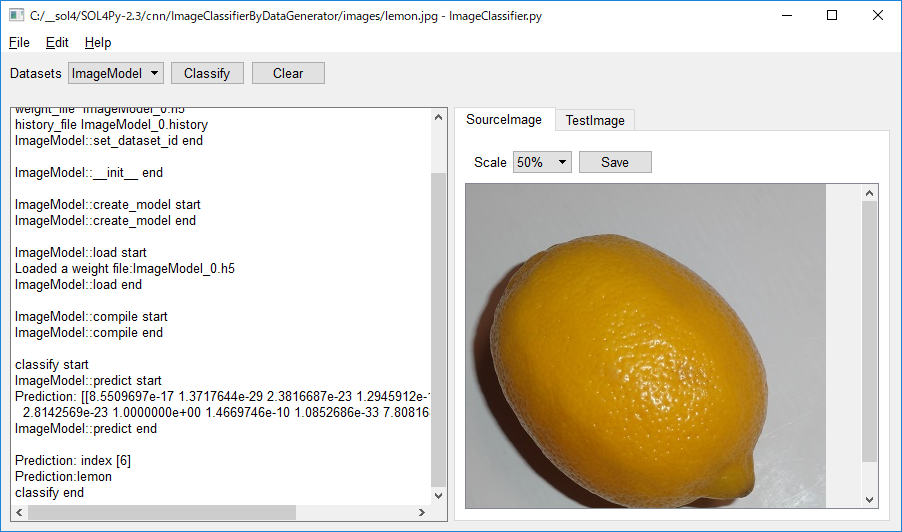 C:/__sol4/SOL4Py-2.3/cnn/ImageClassifierByDataGenerator/images/lemon.jpg - ImageClassifier.py
File Edit Help
Datasets ImageModel Classify Clear
weight_file ImageModel_0.h5
history_file ImageModel_0.history
ImageModel::set_dataset_id end
ImageModel::__init__ end
ImageModel::create_model start
ImageModel::create_model end
ImageModel::load start
Loaded a weight file:ImageModel_0.h5
ImageModel::load end
ImageModel::compile start
ImageModel::compile end
classify start
ImageModel::predict start
Prediction: [[8.5509697e-17 1.3717644e-29 2.3816687e-23 1.2945912e-
2.8142569e-23 1.0000000e+00 1.4669746e-10 1.0852686e-33 7.80816
ImageModel::predict end
Prediction: index [6]
Prediction:lemon
classify end
SourceImage TestImage
Scale 50% Save